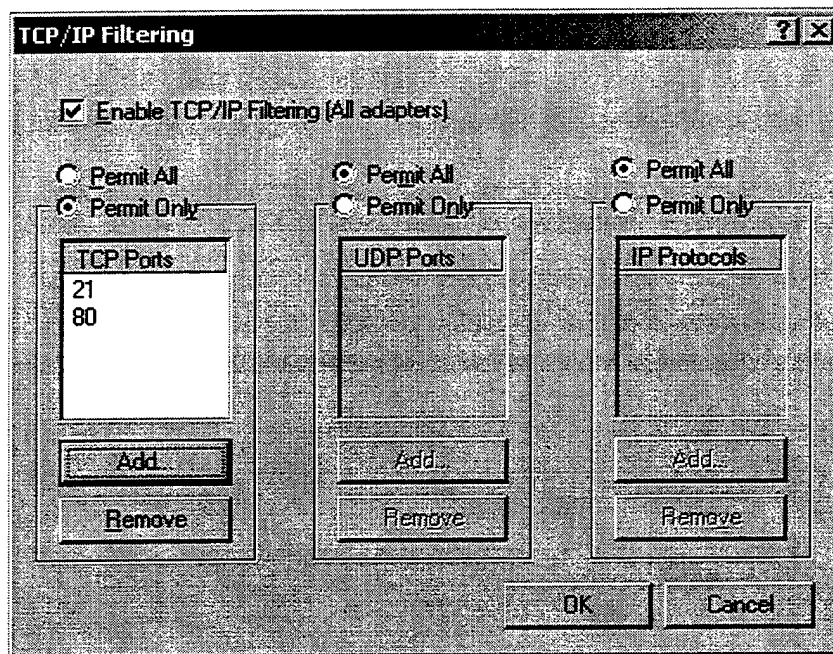 TCP/IP Filtering
Enable TCP/IP Filtering (All adapters)
Permit All
Permit Only
TCP Ports
21
80
Add...
Remove
Permit All
Permit Only
UDP Ports
Add...
Remove
Permit All
Permit Only
IP Protocols
Add...
Remove
OK
Cancel